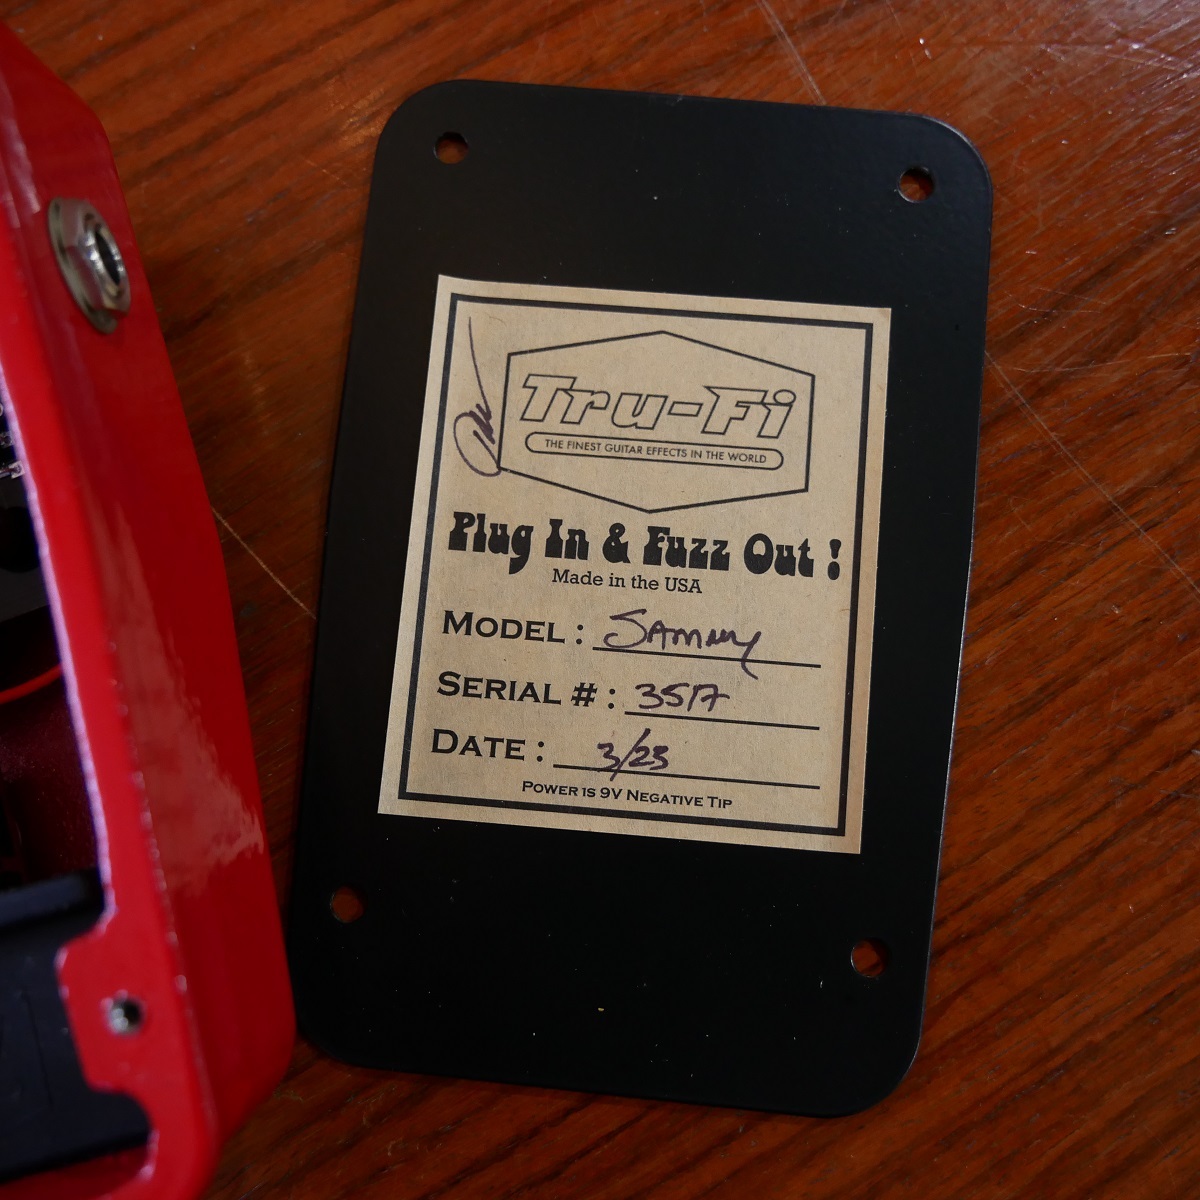 Tru-Fi
THE FINEST GUITAR EFFECTS IN THE WORLD
Plug In & Fuzz Out !
Made in the USA
MODEL : SAMMY
SERIAL # : 3517
DATE : 3/23
POWER IS 9V NEGATIVE TIP